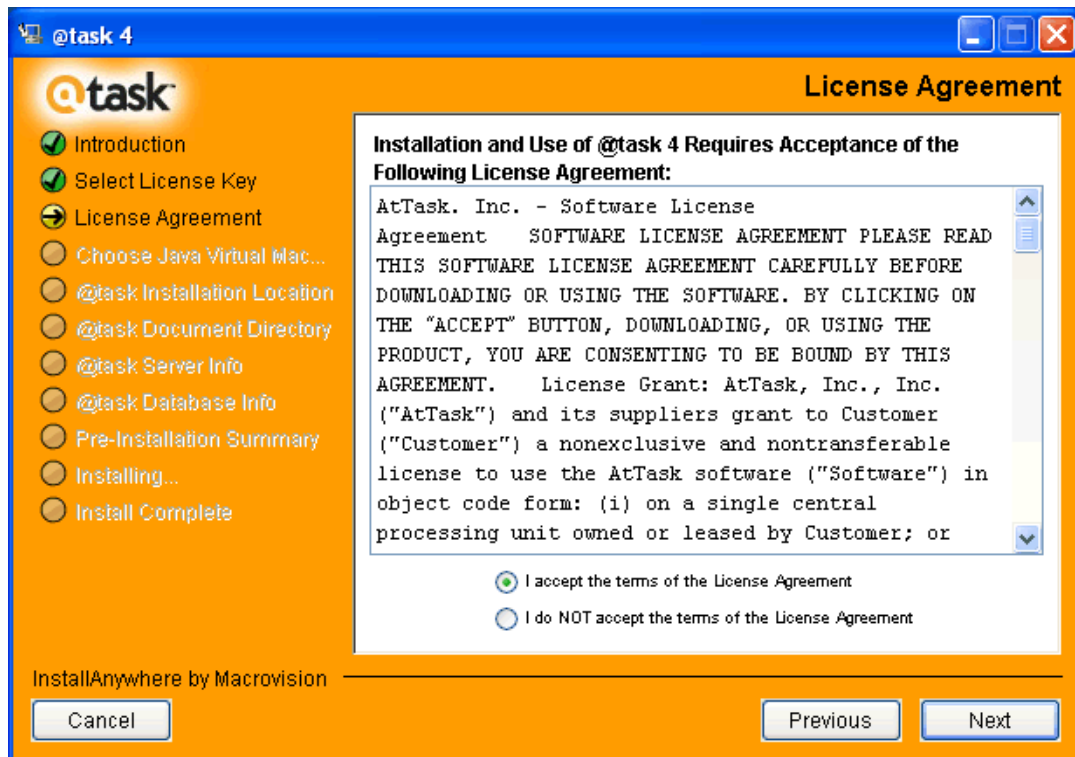 @task 4
@task
License Agreement
Introduction
Select License Key
License Agreement
Choose Java Virtual Mac...
@task Installation Location
@task Document Directory
@task Server Info
@task Database Info
Pre-Installation Summary
Installing...
Install Complete
Installation and Use of @task 4 Requires Acceptance of the
Following License Agreement:
AtTask. Inc. - Software License
Agreement SOFTWARE LICENSE AGREEMENT PLEASE READ
THIS SOFTWARE LICENSE AGREEMENT CAREFULLY BEFORE
DOWNLOADING OR USING THE SOFTWARE. BY CLICKING ON
THE “ACCEPT” BUTTON, DOWNLOADING, OR USING THE
PRODUCT, YOU ARE CONSENTING TO BE BOUND BY THIS
AGREEMENT. License Grant: AtTask, Inc., Inc.
("AtTask") and its suppliers grant to Customer
("Customer") a nonexclusive and nontransferable
license to use the AtTask software ("Software") in
object code form: (i) on a single central
processing unit owned or leased by Customer; or
I accept the terms of the License Agreement
I do NOT accept the terms of the License Agreement
InstallAnywhere by Macrovision
Cancel
Previous
Next